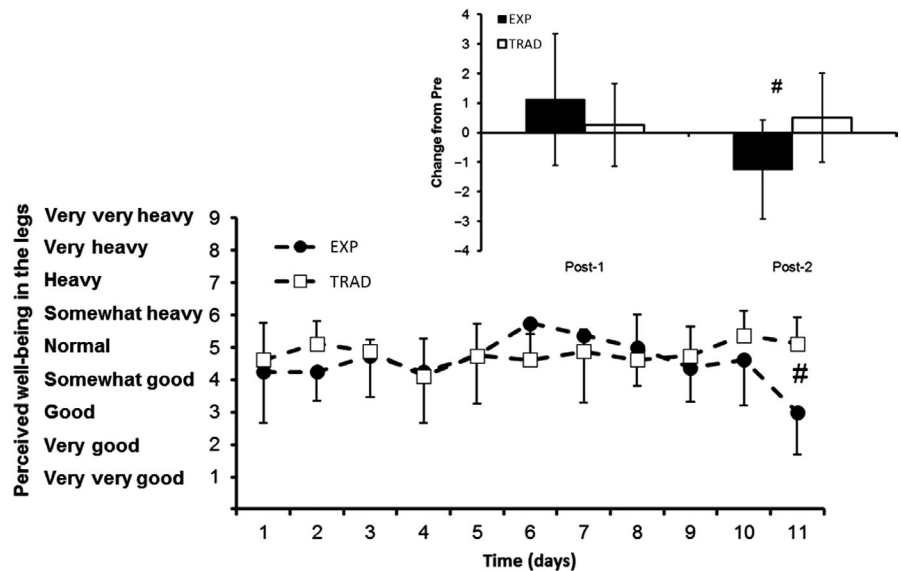 EXP
TRAD
4
3
2
1
0
−1
−2
−3
−4
Change from Pre
#
Post-1
Post-2
Perceived well-being in the legs
Very very heavy 9
Very heavy 8
Heavy 7
Somewhat heavy 6
Normal 5
Somewhat good 4
Good 3
Very good 2
Very very good 1
EXP
TRAD
#
1 2 3 4 5 6 7 8 9 10 11
Time (days)